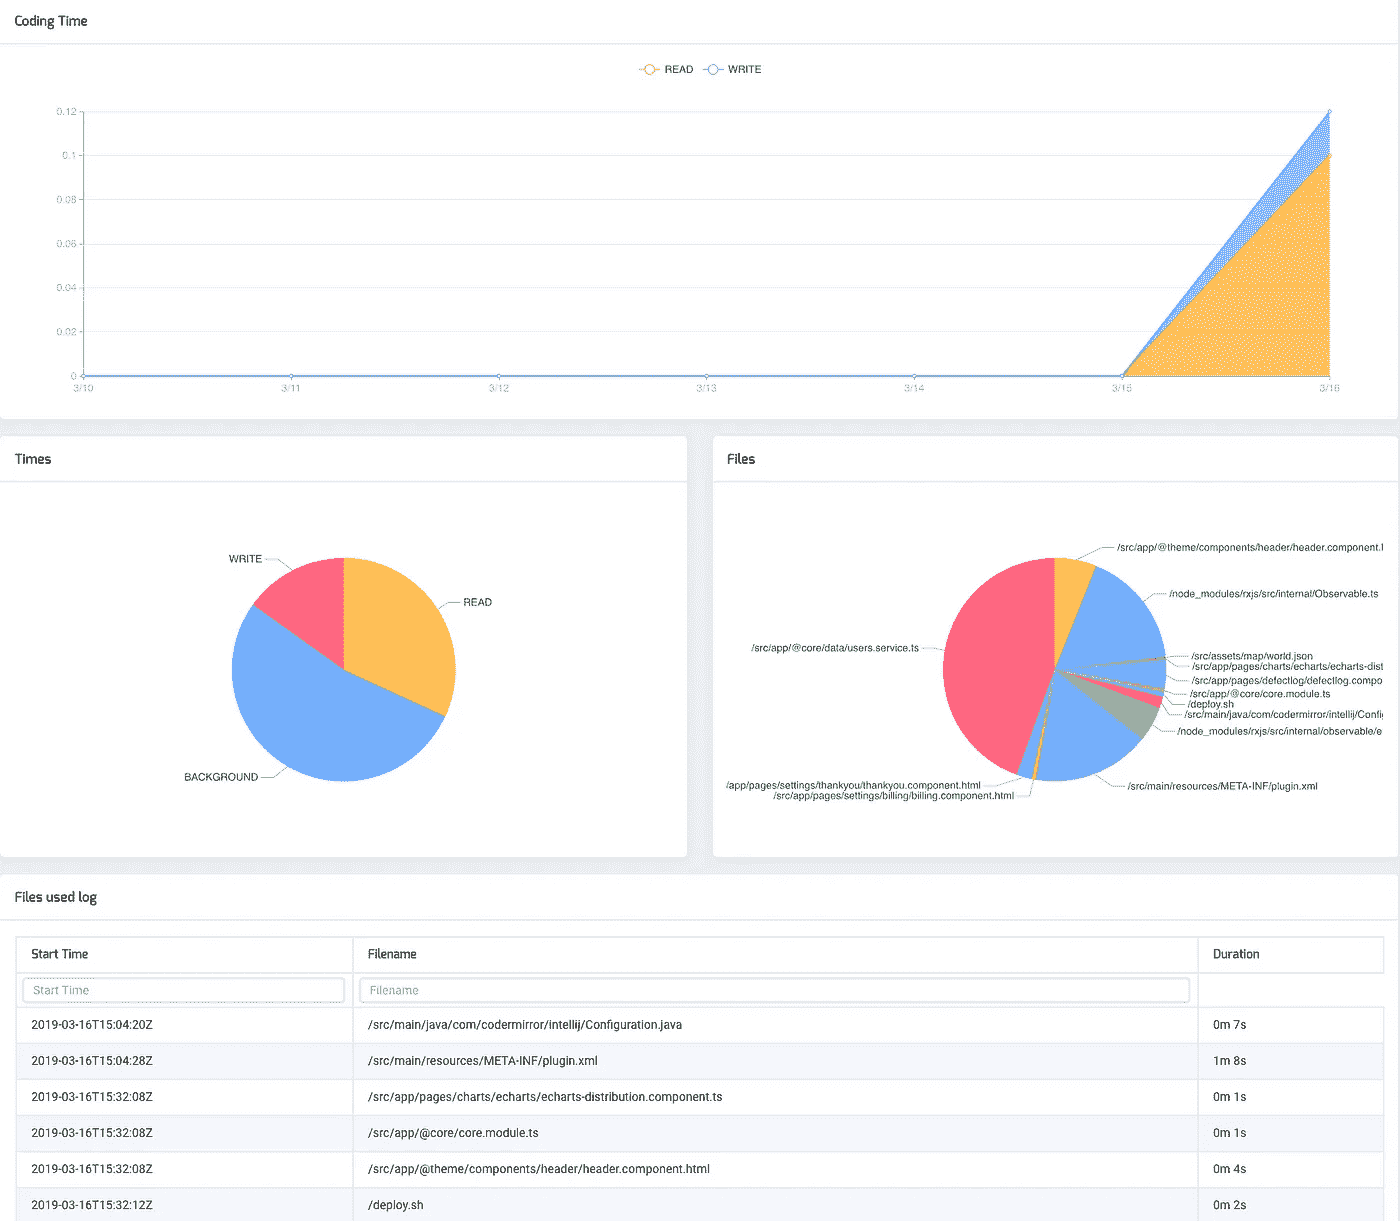 Coding Time
READ WRITE
0.12
0.1
0.08
0.06
0.04
0.02
0
3/10 3/11 3/12 3/13 3/14 3/15 3/16
Times
WRITE
READ
BACKGROUND
Files
/src/app/@theme/components/header/header.component.l
/node_modules/rxjs/src/internal/Observable.ts
/src/app/@core/data/users.service.ts
/src/assets/map/world.json
/src/app/pages/charts/echarts/echarts-dist
/src/app/pages/defectlog/defectlog.compo
/src/app/@core/core.module.ts
/deploy.sh
/src/main/java/com/codermirror/intellij/Confi
/node_modules/rxjs/src/internal/observable/e
/app/pages/settings/thankyou/thankyou.component.html
/src/app/pages/settings/billing/billing.component.html
/src/main/resources/META-INF/plugin.xml
Files used log
Start Time Filename Duration
Start Time Filename
2019-03-16T15:04:20Z /src/main/java/com/codermirror/intellij/Configuration.java 0m 7s
2019-03-16T15:04:28Z /src/main/resources/META-INF/plugin.xml 1m 8s
2019-03-16T15:32:08Z /src/app/pages/charts/echarts/echarts-distribution.component.ts 0m 1s
2019-03-16T15:32:08Z /src/app/@core/core.module.ts 0m 1s
2019-03-16T15:32:08Z /src/app/@theme/components/header/header.component.html 0m 4s
2019-03-16T15:32:12Z /deploy.sh 0m 2s